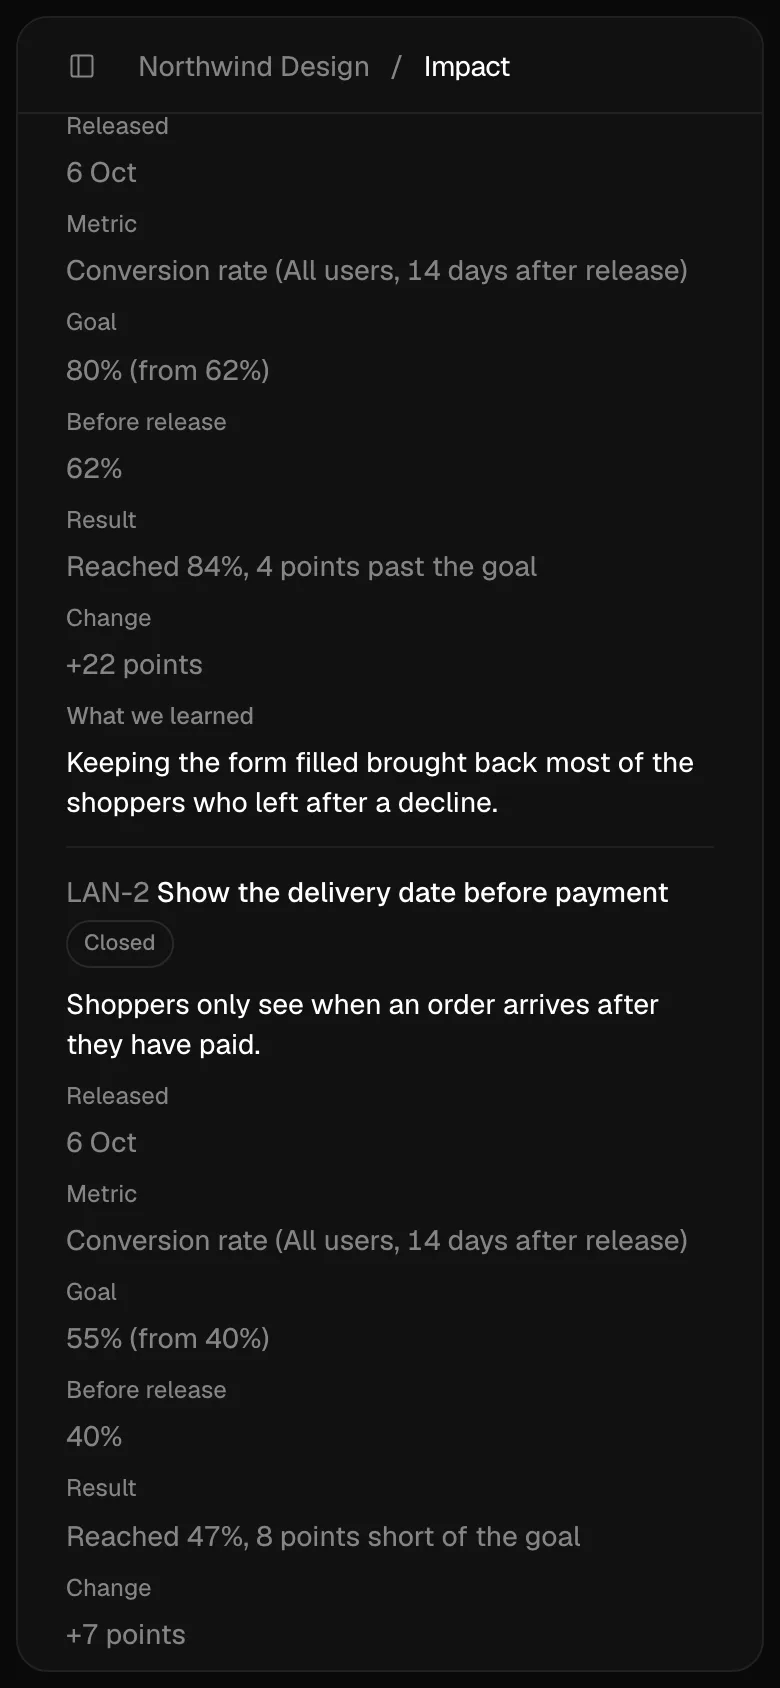 Northwind Design / Impact
Released
6 Oct
Metric
Conversion rate (All users, 14 days after release)
Goal
80% (from 62%)
Before release
62%
Result
Reached 84%, 4 points past the goal
Change
+22 points
What we learned
Keeping the form filled brought back most of the
shoppers who left after a decline.
LAN-2 Show the delivery date before payment
Closed
Shoppers only see when an order arrives after
they have paid.
Released
6 Oct
Metric
Conversion rate (All users, 14 days after release)
Goal
55% (from 40%)
Before release
40%
Result
Reached 47%, 8 points short of the goal
Change
+7 points